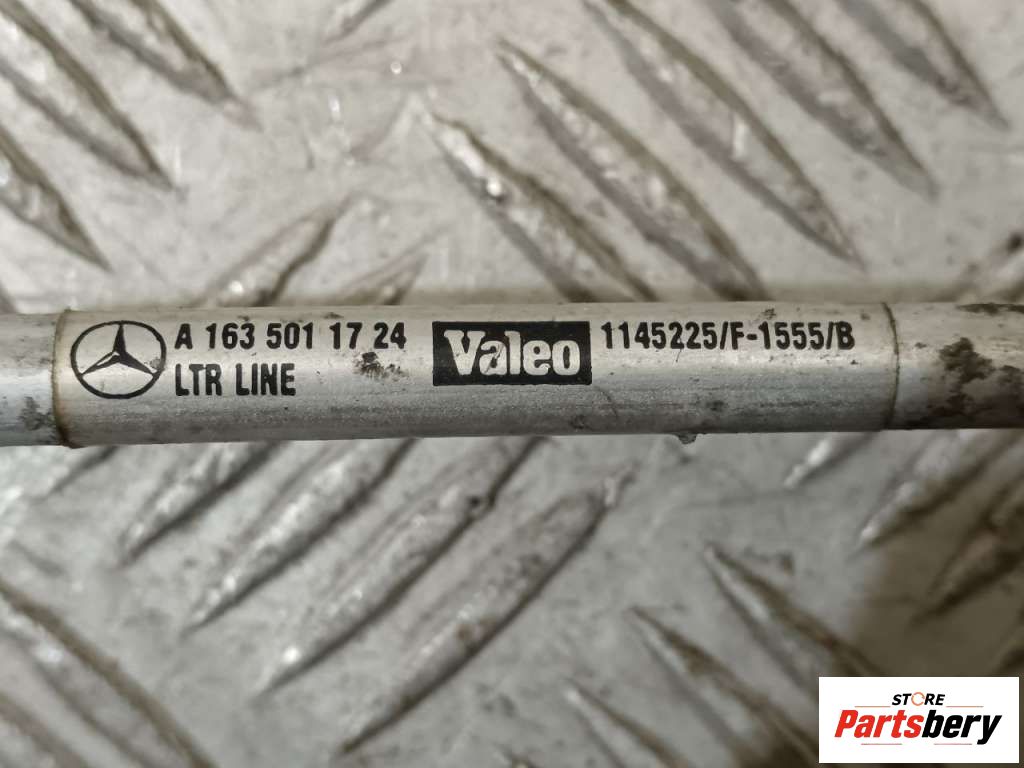 A 163 501 17 24
LTR LINE
Valeo
1145225/F-1555/B
STORE
Partsbery